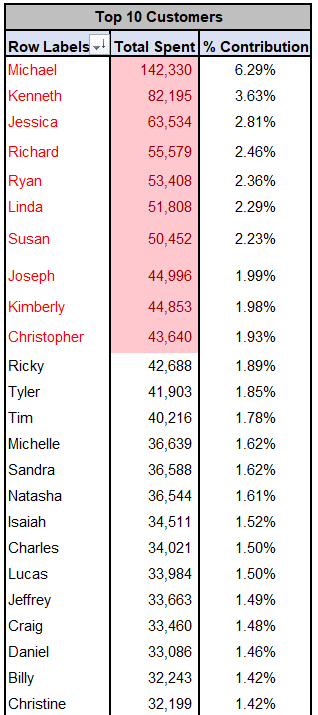 Top 10 Customers
Row Labels Total Spent % Contribution
Michael 142,330 6.29%
Kenneth 82,195 3.63%
Jessica 63,534 2.81%
Richard 55,579 2.46%
Ryan 53,408 2.36%
Linda 51,808 2.29%
Susan 50,452 2.23%
Joseph 44,996 1.99%
Kimberly 44,853 1.98%
Christopher 43,640 1.93%
Ricky 42,688 1.89%
Tyler 41,903 1.85%
Tim 40,216 1.78%
Michelle 36,639 1.62%
Sandra 36,588 1.62%
Natasha 36,544 1.61%
Isaiah 34,511 1.52%
Charles 34,021 1.50%
Lucas 33,984 1.50%
Jeffrey 33,663 1.49%
Craig 33,460 1.48%
Daniel 33,086 1.46%
Billy 32,243 1.42%
Christine 32,199 1.42%